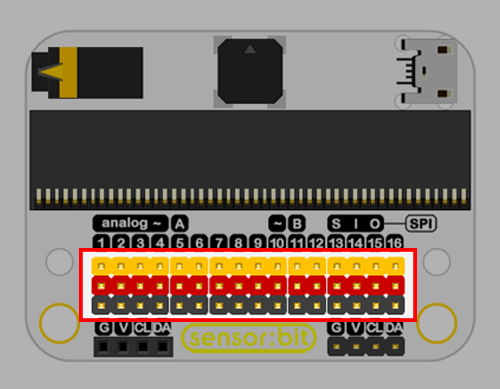 analog ~ A ~ B S I O SPI
1 2 3 4 5 6 7 8 9 10 11 12 13 14 15 16
G V CL DA sensor:bit G V CL DA